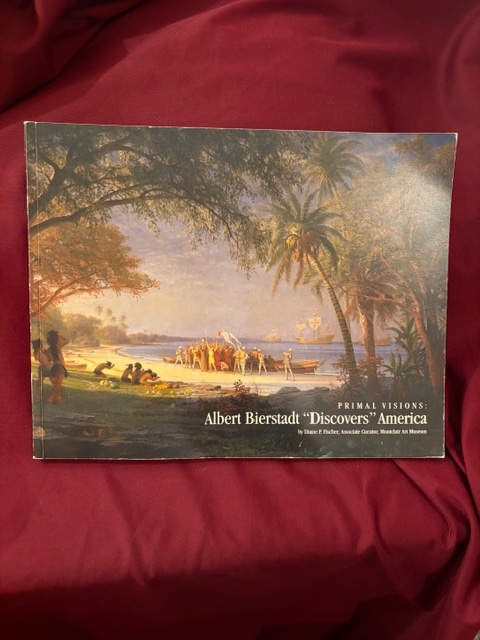 PRIMAL VISIONS:
Albert Bierstadt "Discovers" America
by Diane P. Fischer, Associate Curator, Montclair Art Museum